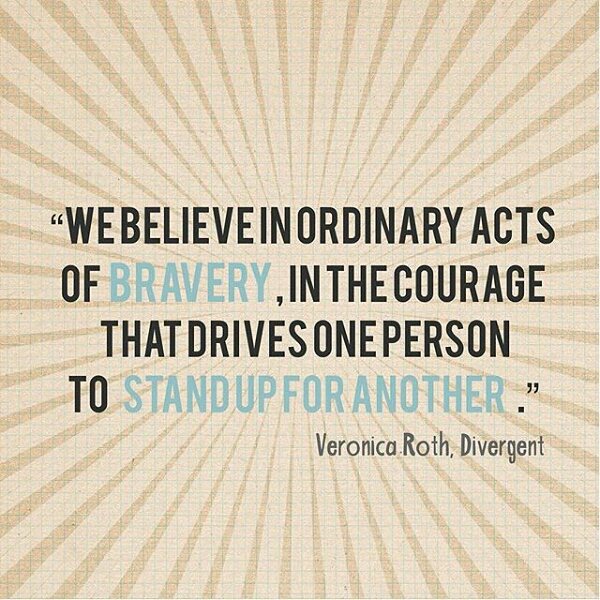 “WE BELIEVE IN ORDINARY ACTS
OF BRAVERY, IN THE COURAGE
THAT DRIVES ONE PERSON
TO STAND UP FOR ANOTHER.”
Veronica Roth, Divergent